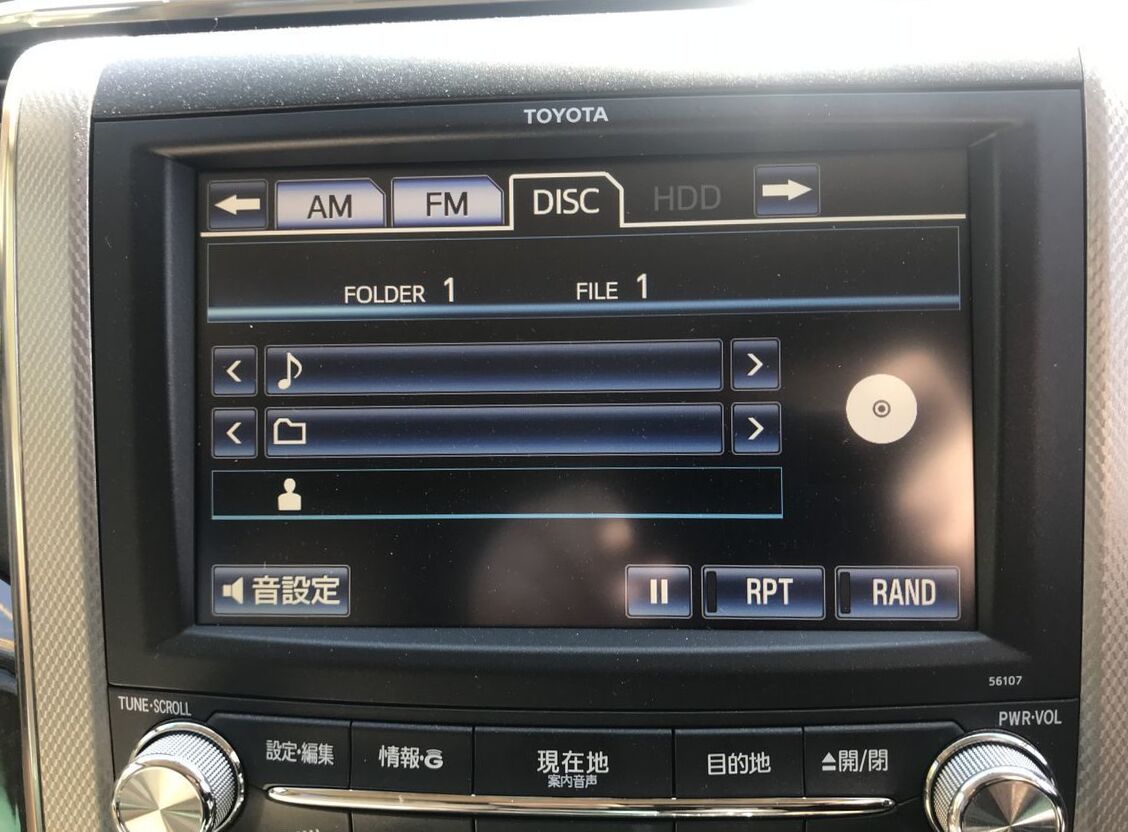 TOYOTA
AM FM DISC HDD
FOLDER 1 FILE 1
音設定 RPT RAND
56107
TUNE･SCROLL PWR･VOL
設定･編集 情報･G 現在地 目的地 開/閉
案内音声